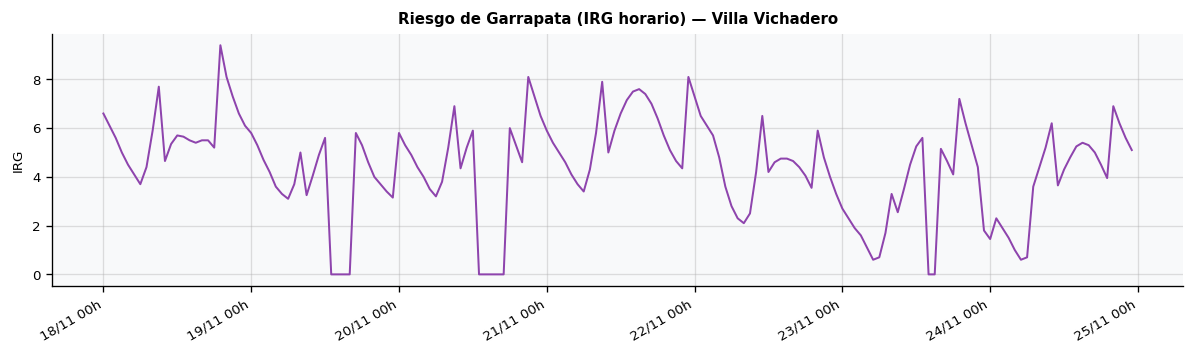 Riesgo de Garrapata (IRG horario) — Villa Vichadero
IRG
8
6
4
2
0
18/11 00h
19/11 00h
20/11 00h
21/11 00h
22/11 00h
23/11 00h
24/11 00h
25/11 00h